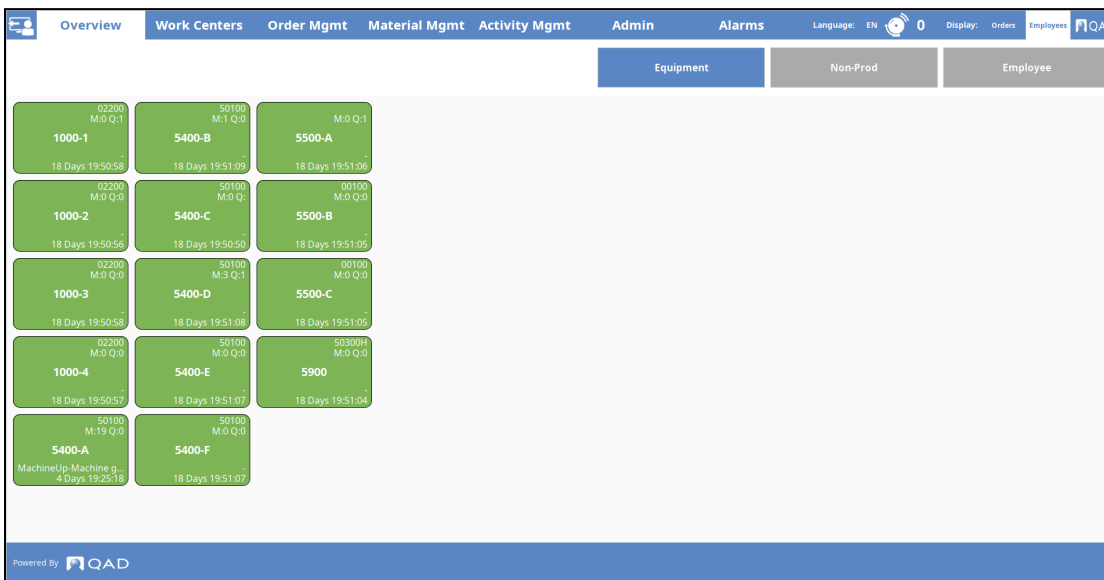 Overview Work Centers Order Mgmt Material Mgmt Activity Mgmt Admin Alarms Language: EN 0 Display: Orders Employees QA
Equipment Non-Prod Employee
02200
M:0 Q:1
1000-1
-
18 Days 19:50:58
50100
M:1 Q:0
5400-B
-
18 Days 19:51:09
M:0 Q:1
5500-A
-
18 Days 19:51:06
02200
M:0 Q:0
1000-2
-
18 Days 19:50:56
50100
M:0 Q:
5400-C
-
18 Days 19:50:50
00100
M:0 Q:0
5500-B
-
18 Days 19:51:05
02200
M:0 Q:0
1000-3
-
18 Days 19:50:58
50100
M:3 Q:1
5400-D
-
18 Days 19:51:08
00100
M:0 Q:0
5500-C
-
18 Days 19:51:05
02200
M:0 Q:0
1000-4
-
18 Days 19:50:57
50100
M:0 Q:0
5400-E
-
18 Days 19:51:07
50300H
M:0 Q:0
5900
-
18 Days 19:51:04
50100
M:19 Q:0
5400-A
MachineUp-Machine g...
4 Days 19:25:18
50100
M:0 Q:0
5400-F
-
18 Days 19:51:07
Powered By QAD